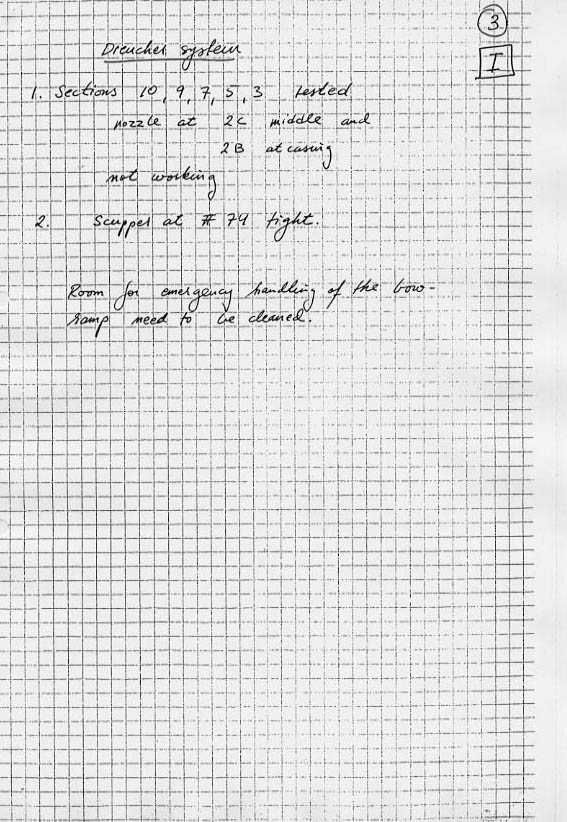 3
I
Drencher system
1. Sections 10, 9, 7, 5, 3 tested
nozzle at 2C middle and
2B at casing
not working
2. Scupper at # 74 tight.
Room for emergency handling of the bow-
ramp need to be cleaned.